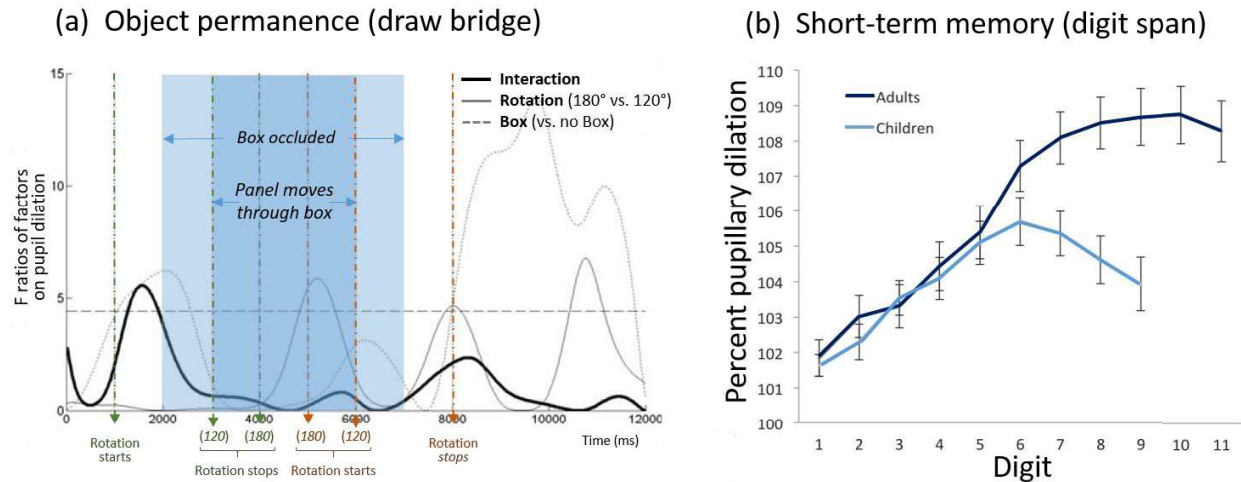 (a) Object permanence (draw bridge)
15
10
5
0
F ratios of factors
on pupil dilation
Interaction
Rotation (180° vs. 120°)
Box (vs. no Box)
Box occluded
Panel moves
through box
0 2000 4000 6000 8000 10000 12000
Time (ms)
Rotation
starts
(120) (180)
Rotation stops
(180) (120)
Rotation starts
Rotation
stops
(b) Short-term memory (digit span)
Percent pupillary dilation
110
109
108
107
106
105
104
103
102
101
100
Adults
Children
1 2 3 4 5 6 7 8 9 10 11
Digit